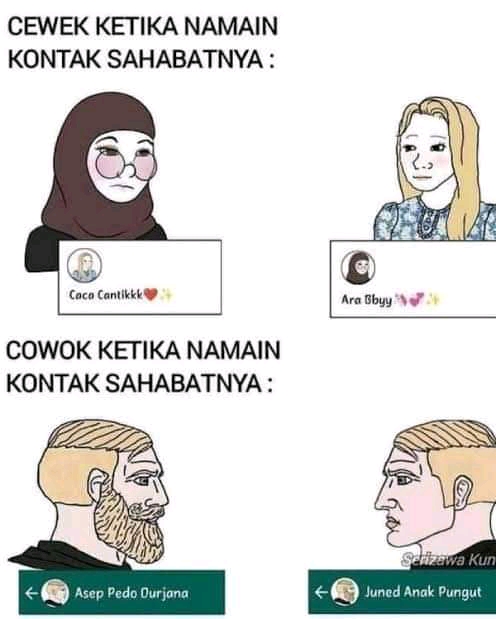 CEWEK KETIKA NAMAIN
KONTAK SAHABATNYA :
Caca Cantikkk❤️✨
Ara Bbyy🦄💕✨
COWOK KETIKA NAMAIN
KONTAK SAHABATNYA :
Serizawa Kun
← Asep Pedo Durjana
← Juned Anak Pungut